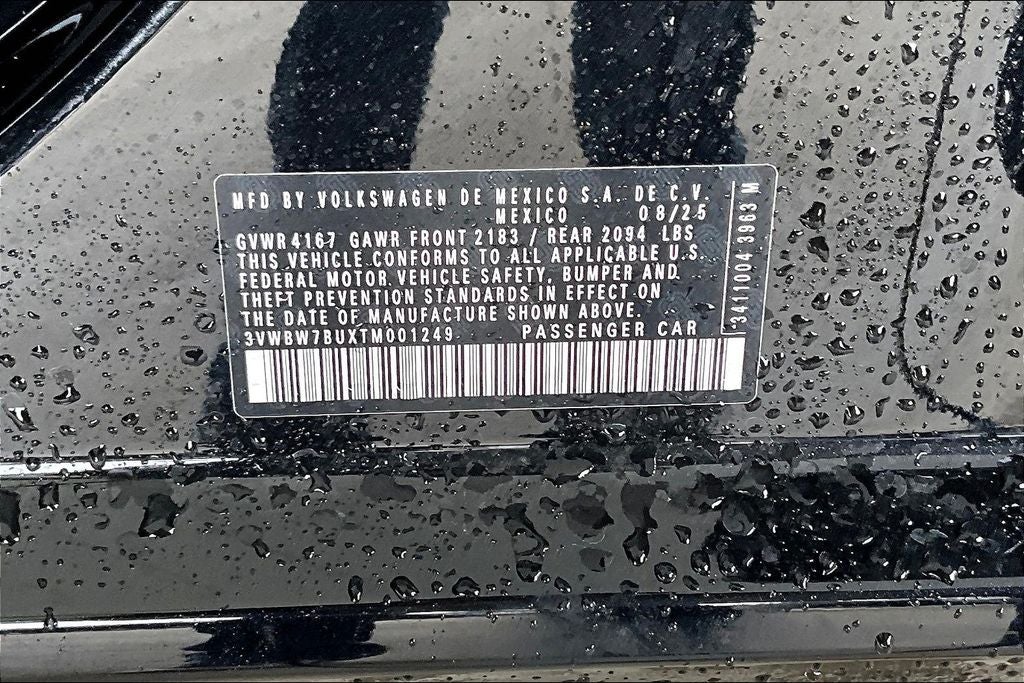 MFD BY VOLKSWAGEN DE MEXICO S.A. DE C.V.
MEXICO 08/25
GVWR 4167 GAWR FRONT 2183 / REAR 2094 LBS
THIS VEHICLE CONFORMS TO ALL APPLICABLE U.S.
FEDERAL MOTOR VEHICLE SAFETY, BUMPER AND
THEFT PREVENTION STANDARDS IN EFFECT ON
THE DATE OF MANUFACTURE SHOWN ABOVE.
3VWBW7BUXTM001249 PASSENGER CAR
3411004 3963 M